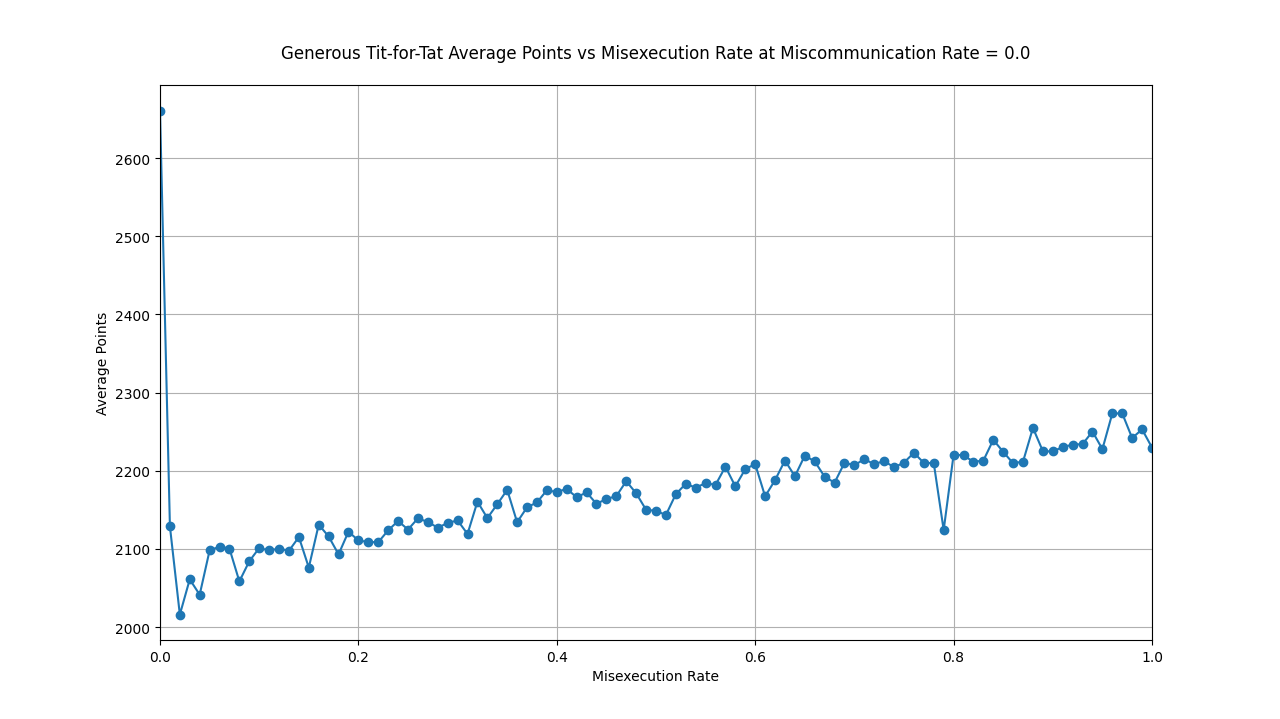 Generous Tit-for-Tat Average Points vs Misexecution Rate at Miscommunication Rate = 0.0
2600
2500
2400
2300
2200
2100
2000
Average Points
0.0 0.2 0.4 0.6 0.8 1.0
Misexecution Rate